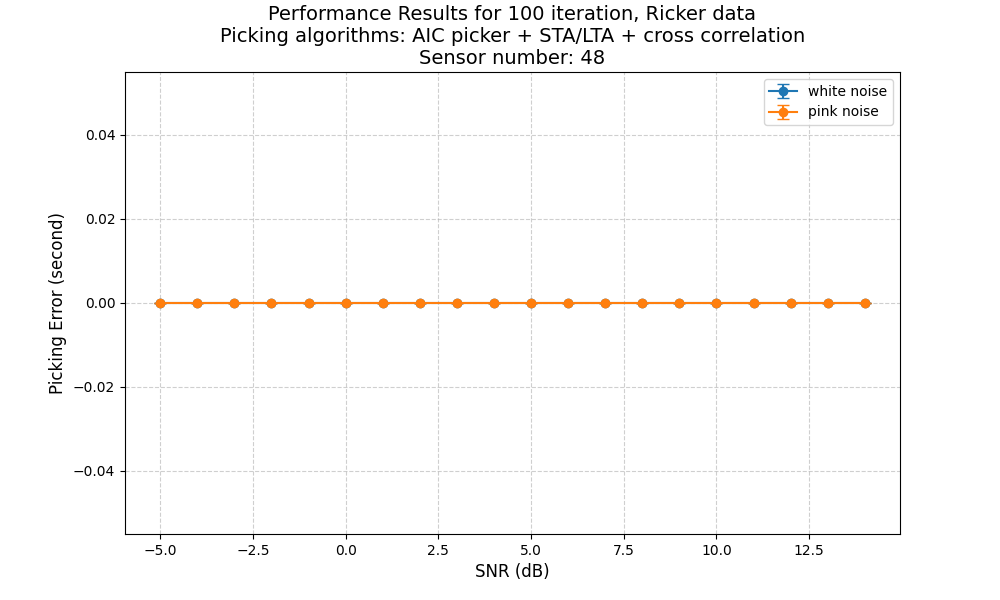 Performance Results for 100 iteration, Ricker data
Picking algorithms: AIC picker + STA/LTA + cross correlation
Sensor number: 48
white noise
pink noise
Picking Error (second)
0.04
0.02
0.00
−0.02
−0.04
−5.0 −2.5 0.0 2.5 5.0 7.5 10.0 12.5
SNR (dB)